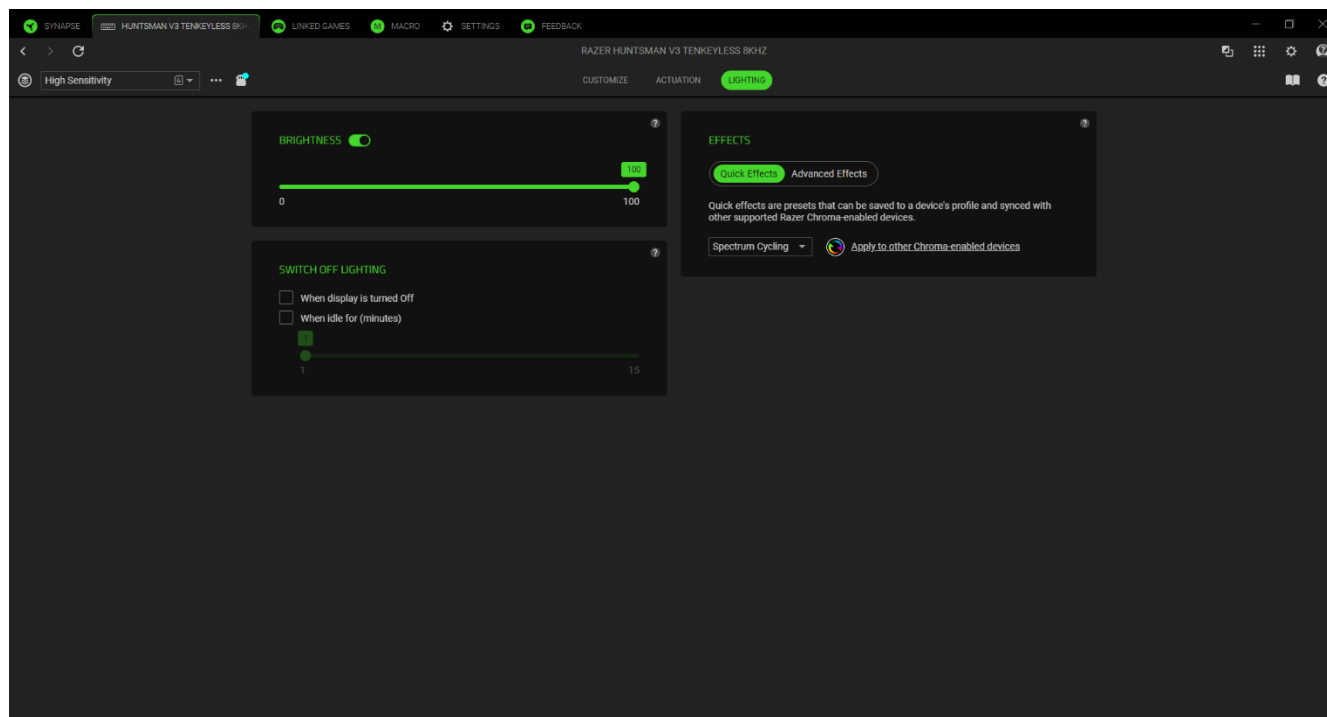 SYNAPSE
HUNTSMAN V3 TENKEYLESS 8KH
LINKED GAMES
MACRO
SETTINGS
FEEDBACK
RAZER HUNTSMAN V3 TENKEYLESS 8KHZ
High Sensitivity
CUSTOMIZE
ACTUATION
LIGHTING
BRIGHTNESS
100
0
100
SWITCH OFF LIGHTING
When display is turned Off
When idle for (minutes)
1
15
EFFECTS
Quick Effects
Advanced Effects
Quick effects are presets that can be saved to a device's profile and synced with
other supported Razer Chroma-enabled devices.
Spectrum Cycling
Apply to other Chroma-enabled devices